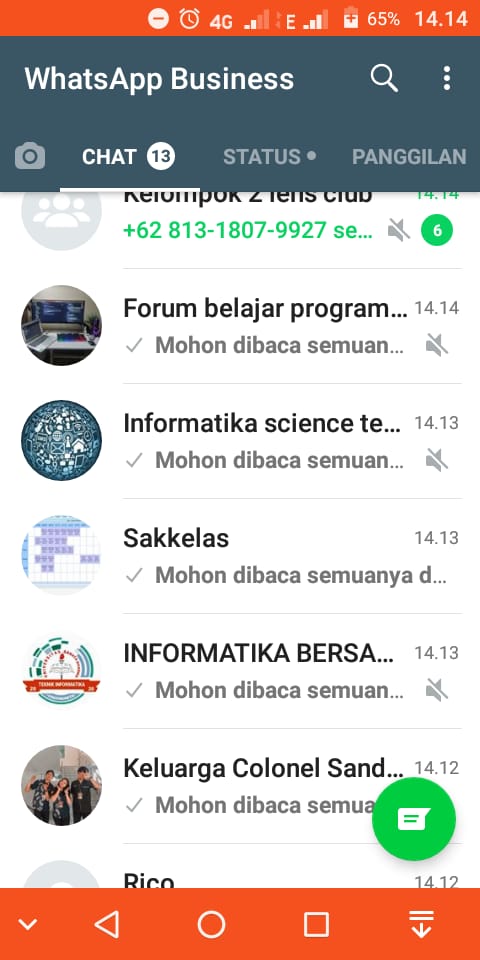 4G E 65% 14.14
WhatsApp Business
CHAT 13 STATUS PANGGILAN
Kelompok 2 lens club 14.14
+62 813-1807-9927 se... 6
Forum belajar program... 14.14
Mohon dibaca semuan...
Informatika science te... 14.13
Mohon dibaca semuan...
Sakkelas 14.13
Mohon dibaca semuanya d...
INFORMATIKA BERSA... 14.13
TEKNIK INFORMATIKA
Mohon dibaca semuan...
Keluarga Colonel Sand... 14.12
Mohon dibaca semua
Rico 14.12